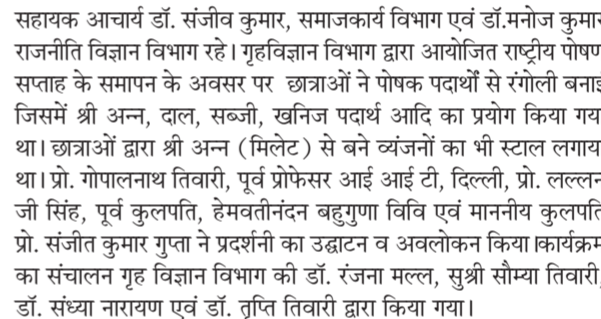 सहायक आचार्य डॉ. संजीव कुमार, समाजकार्य विभाग एवं डॉ.मनोज कुमार
राजनीति विज्ञान विभाग रहे। गृहविज्ञान विभाग द्वारा आयोजित राष्ट्रीय पोषण
सप्ताह के समापन के अवसर पर छात्राओं ने पोषक पदार्थों से रंगोली बनाई
जिसमें श्री अन्न, दाल, सब्जी, खनिज पदार्थ आदि का प्रयोग किया गय
था। छात्राओं द्वारा श्री अन्न (मिलेट) से बने व्यंजनों का भी स्टाल लगाय
था। प्रो. गोपालनाथ तिवारी, पूर्व प्रोफेसर आई आई टी, दिल्ली, प्रो. लल्लन
जी सिंह, पूर्व कुलपति, हेमवतीनंदन बहुगुणा विवि एवं माननीय कुलपति
प्रो. संजीत कुमार गुप्ता ने प्रदर्शनी का उद्घाटन व अवलोकन किया।कार्यक्रम
का संचालन गृह विज्ञान विभाग की डॉ. रंजना मल्ल, सुश्री सौम्या तिवारी,
डॉ. संध्या नारायण एवं डॉ. तृप्ति तिवारी द्वारा किया गया।